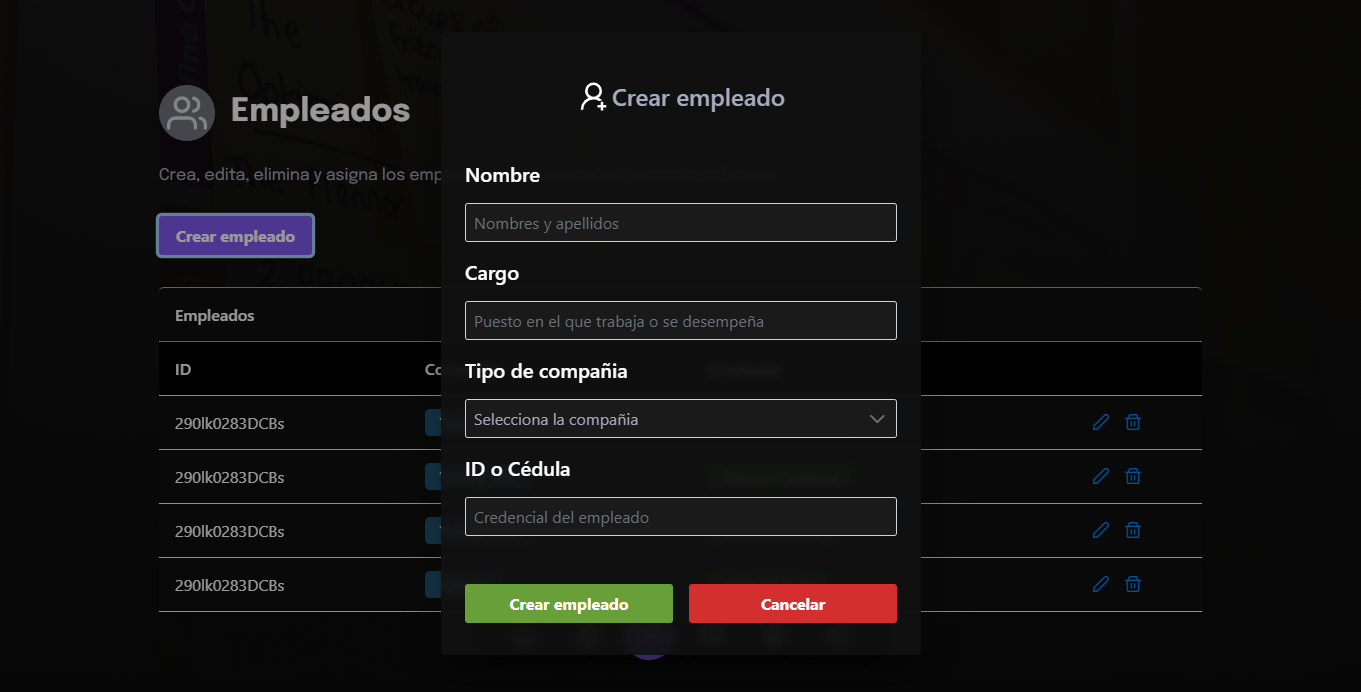 Empleados
Crea, edita, elimina y asigna los emp
Crear empleado
Empleados
ID
Co
290lk0283DCBs
290lk0283DCBs
290lk0283DCBs
290lk0283DCBs
Crear empleado
Nombre
Nombres y apellidos
Cargo
Puesto en el que trabaja o se desempeña
Tipo de compañia
Selecciona la compañia
ID o Cédula
Credencial del empleado
Crear empleado
Cancelar